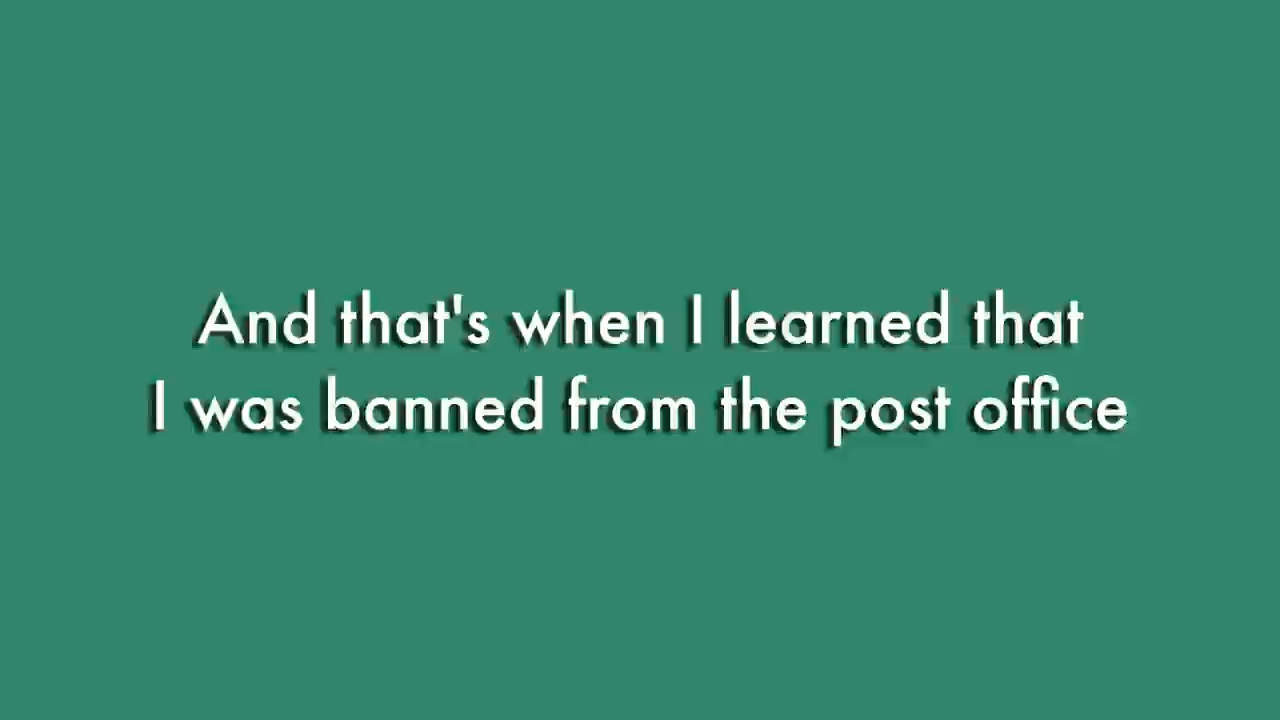 And that's when I learned that
I was banned from the post office